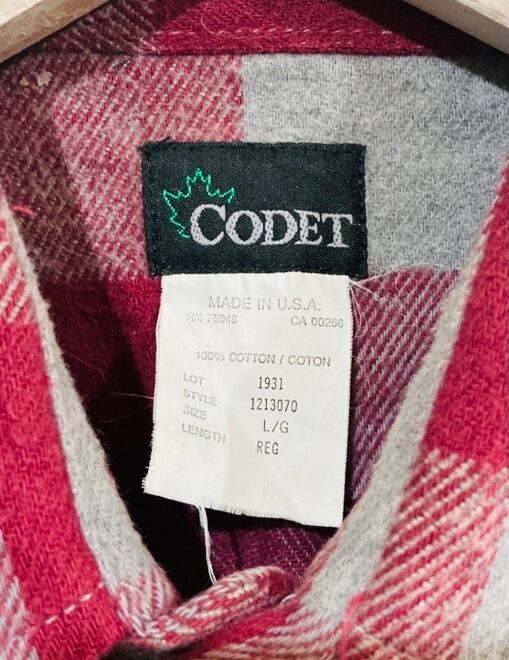 CODET
MADE IN U.S.A.
RN 75946 CA 00266
100% COTTON / COTON
LOT 1931
STYLE 1213070
SIZE L/G
LENGTH REG